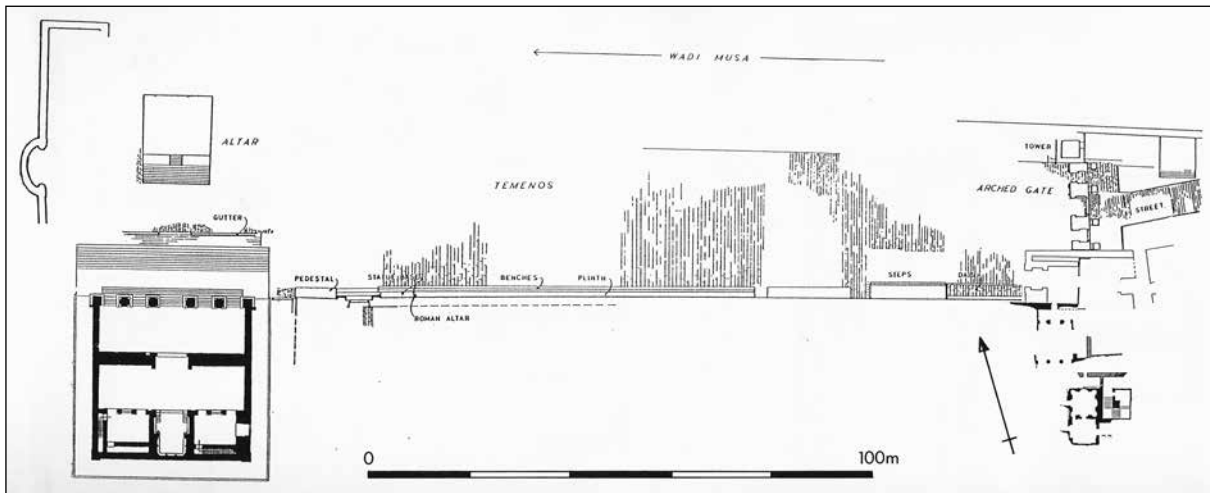 WADI MUSA
ALTAR
TOWER
TEMENOS
ARCHED GATE
STREET.
GUTTER
PEDESTAL
BENCHES
PLINTH
STEPS
ROMAN ALTAR
0
100m